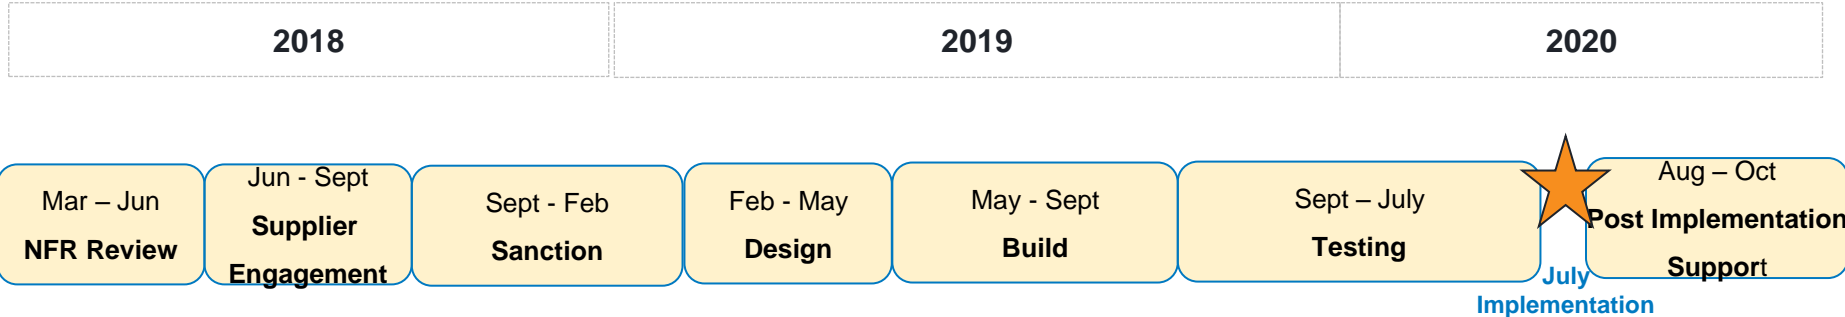 2018
2019
2020
Mar – Jun
NFR Review
Jun - Sept
Supplier
Engagement
Sept - Feb
Sanction
Feb - May
Design
May - Sept
Build
Sept – July
Testing
July
Implementation
Aug – Oct
Post Implementation
Support